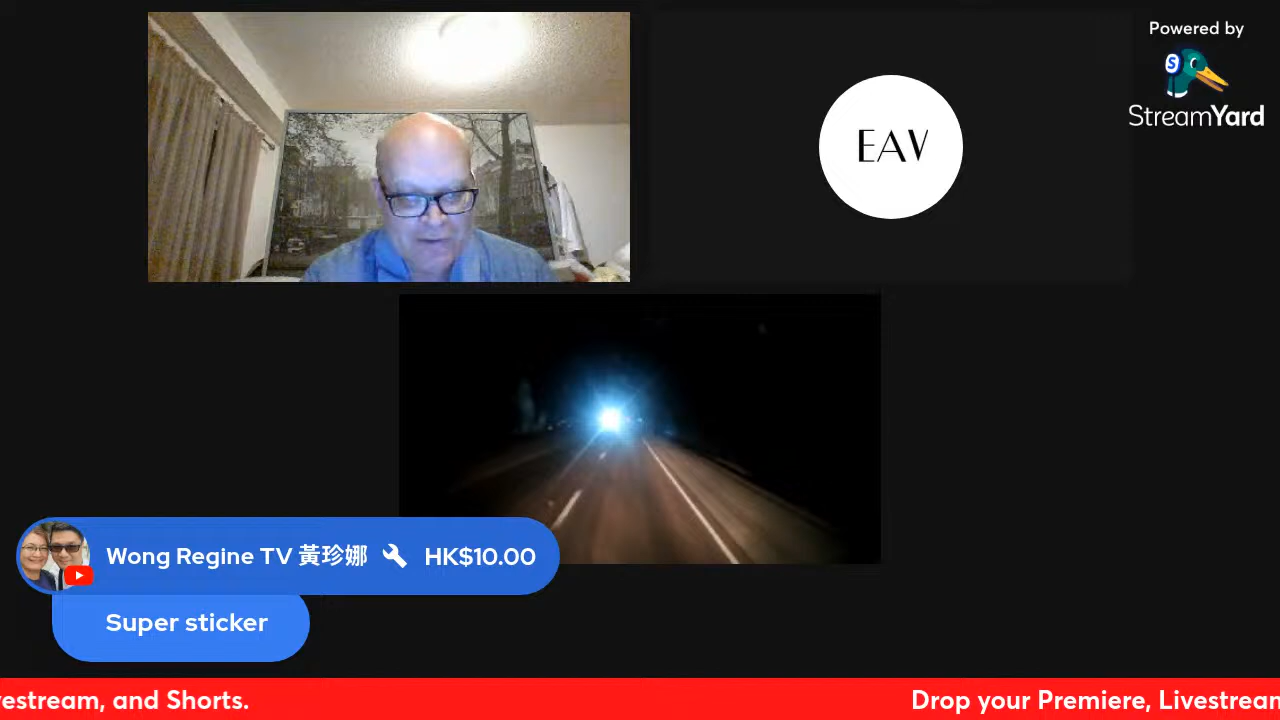 Powered by
S
StreamYard
EAV
Wong Regine TV 黃珍娜 HK$10.00
Super sticker
vestream, and Shorts.
Drop your Premiere, Livestream